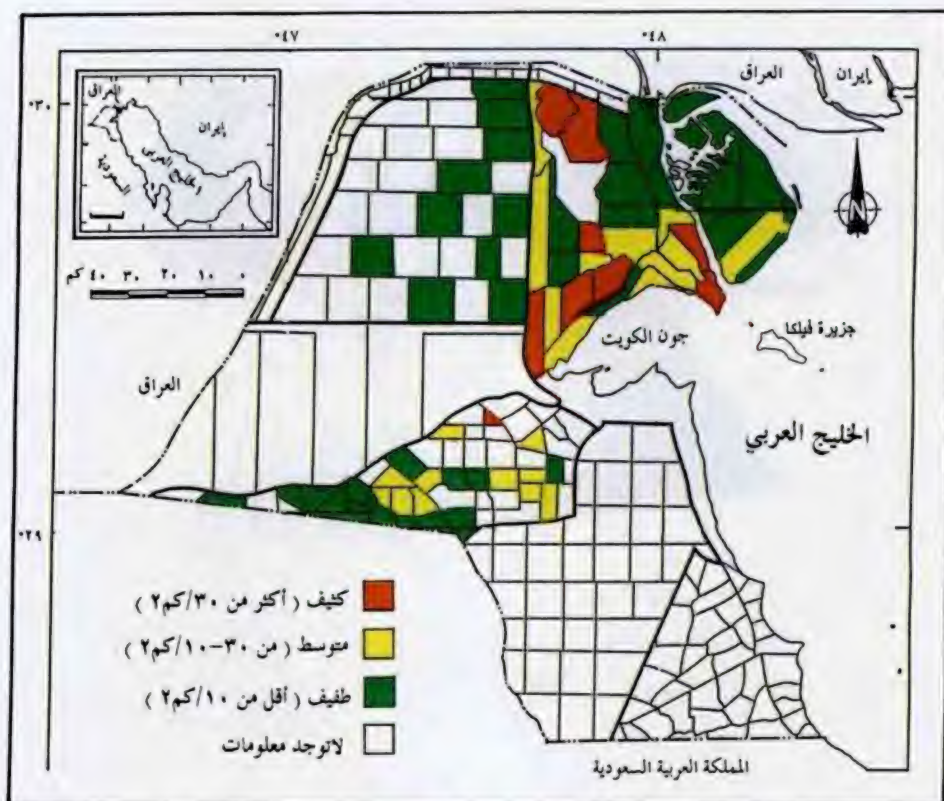 °٤٧
°٤٨
العراق
إيران
°٣٠
العراق
إيران
الخليج العربي
السعودية
٤٠ كم ٣٠ ٢٠ ١٠ ٠
جزيرة فيلكا
جون الكويت
العراق
الخليج العربي
°٢٩
كثيف ( أكثر من ٣٠/كم٢ )
متوسط ( من ٣٠-١٠/كم٢ )
طفيف ( أقل من ١٠/كم٢ )
لاتوجد معلومات
المملكة العربية السعودية